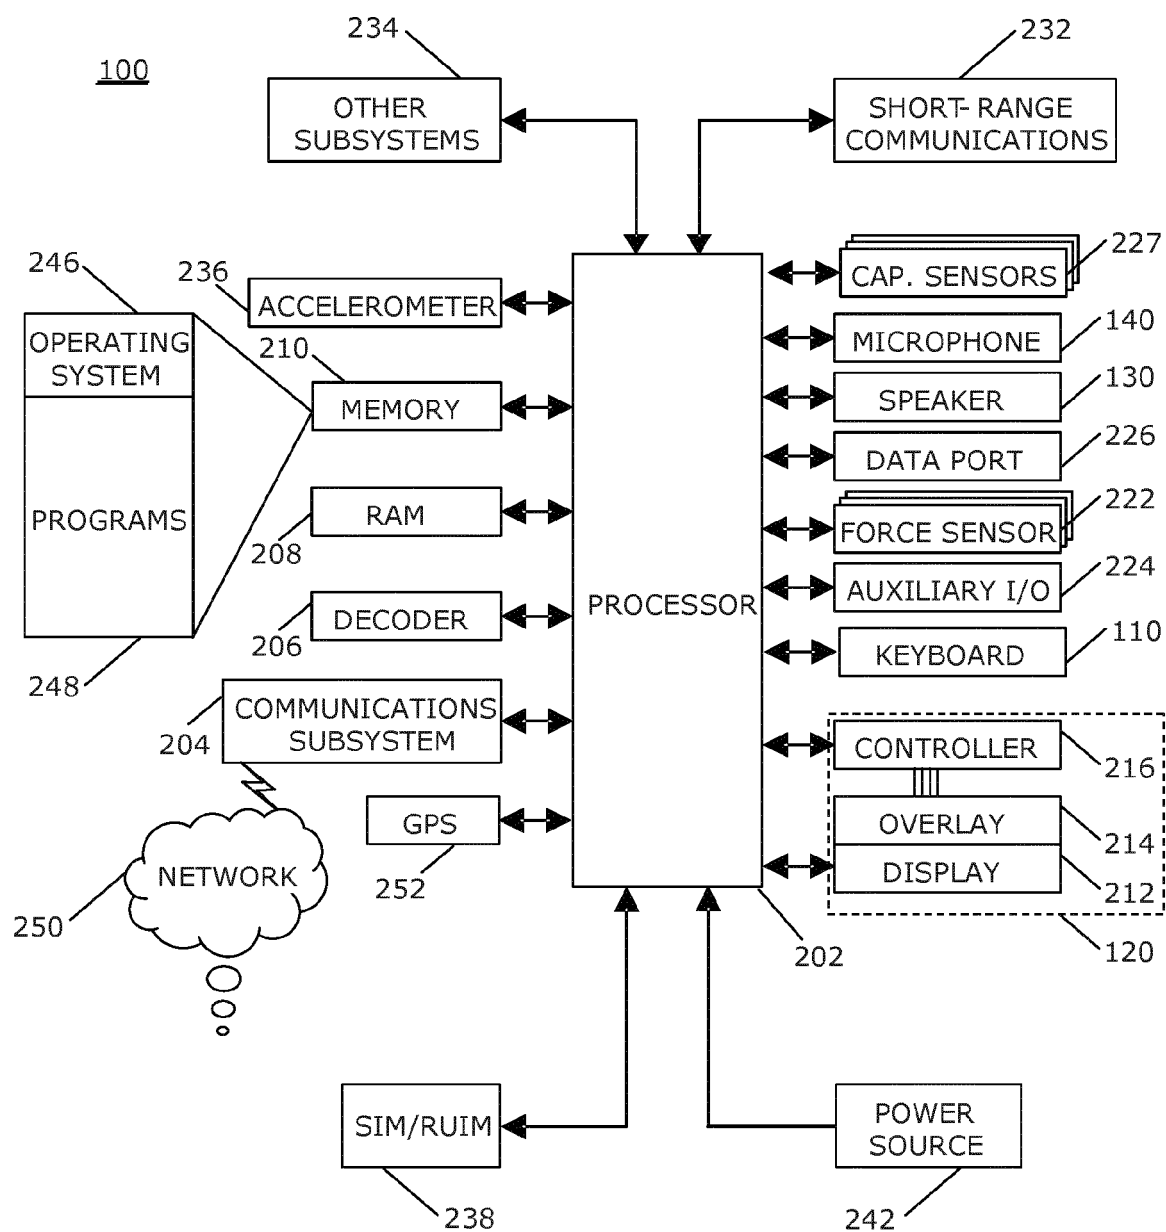 234
232
100
OTHER
SUBSYSTEMS
SHORT-RANGE
COMMUNICATIONS
246
236
ACCELEROMETER
CAP. SENSORS
227
OPERATING
SYSTEM
210
MICROPHONE
140
MEMORY
SPEAKER
130
DATA PORT
226
PROGRAMS
RAM
208
FORCE SENSOR
222
PROCESSOR
AUXILIARY I/O
224
DECODER
206
KEYBOARD
110
248
COMMUNICATIONS
SUBSYSTEM
204
CONTROLLER
216
GPS
252
OVERLAY
214
NETWORK
250
DISPLAY
212
202
120
SIM/RUIM
238
POWER
SOURCE
242